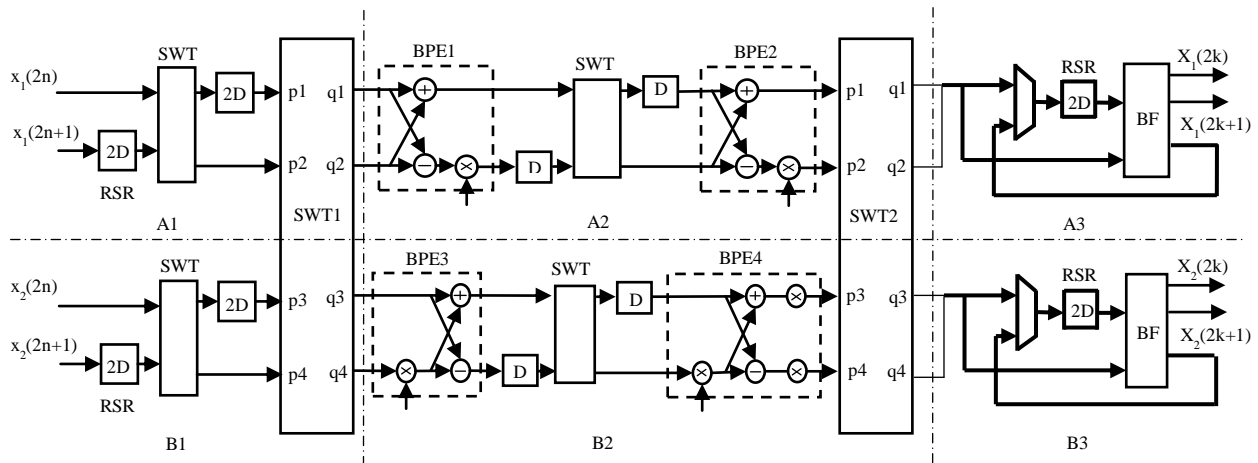 SWT
x₁(2n)
2D
x₁(2n+1)
2D
RSR
A1
p1
p2
q1
q2
SWT1
BPE1
+
−
×
D
SWT
D
BPE2
+
−
×
A2
p1
p2
q1
q2
SWT2
RSR
2D
BF
X₁(2k)
X₁(2k+1)
A3
SWT
x₂(2n)
2D
x₂(2n+1)
2D
RSR
B1
p3
p4
q3
q4
BPE3
+
×
−
D
SWT
D
BPE4
+
×
×
−
×
B2
p3
p4
q3
q4
RSR
2D
BF
X₂(2k)
X₂(2k+1)
B3